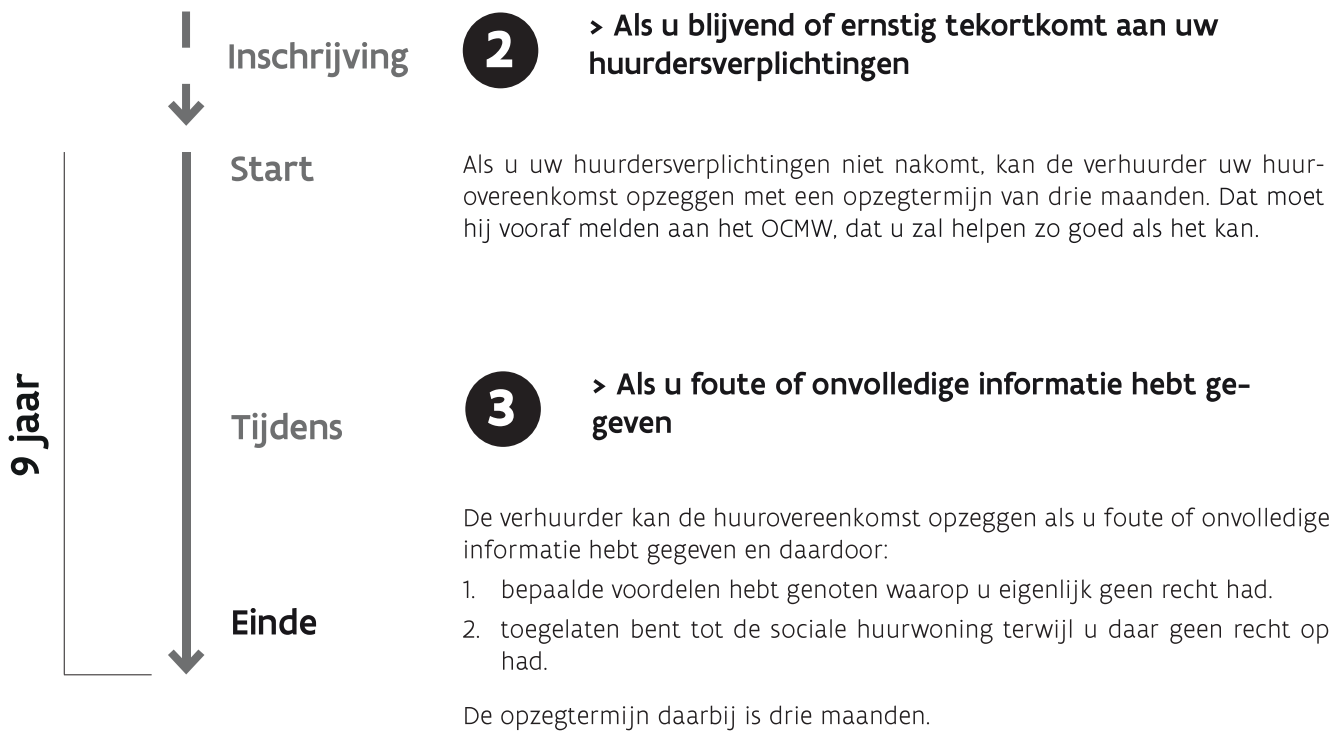 Inschrijving
Start
9 jaar
Tijdens
Einde
2
> Als u blijvend of ernstig tekortkomt aan uw
huurdersverplichtingen
Als u uw huurdersverplichtingen niet nakomt, kan de verhuurder uw huur-
overeenkomst opzeggen met een opzegtermijn van drie maanden. Dat moet
hij vooraf melden aan het OCMW, dat u zal helpen zo goed als het kan.
3
> Als u foute of onvolledige informatie hebt ge-
geven
De verhuurder kan de huurovereenkomst opzeggen als u foute of onvolledige
informatie hebt gegeven en daardoor:
1. bepaalde voordelen hebt genoten waarop u eigenlijk geen recht had.
2. toegelaten bent tot de sociale huurwoning terwijl u daar geen recht op
had.
De opzegtermijn daarbij is drie maanden.